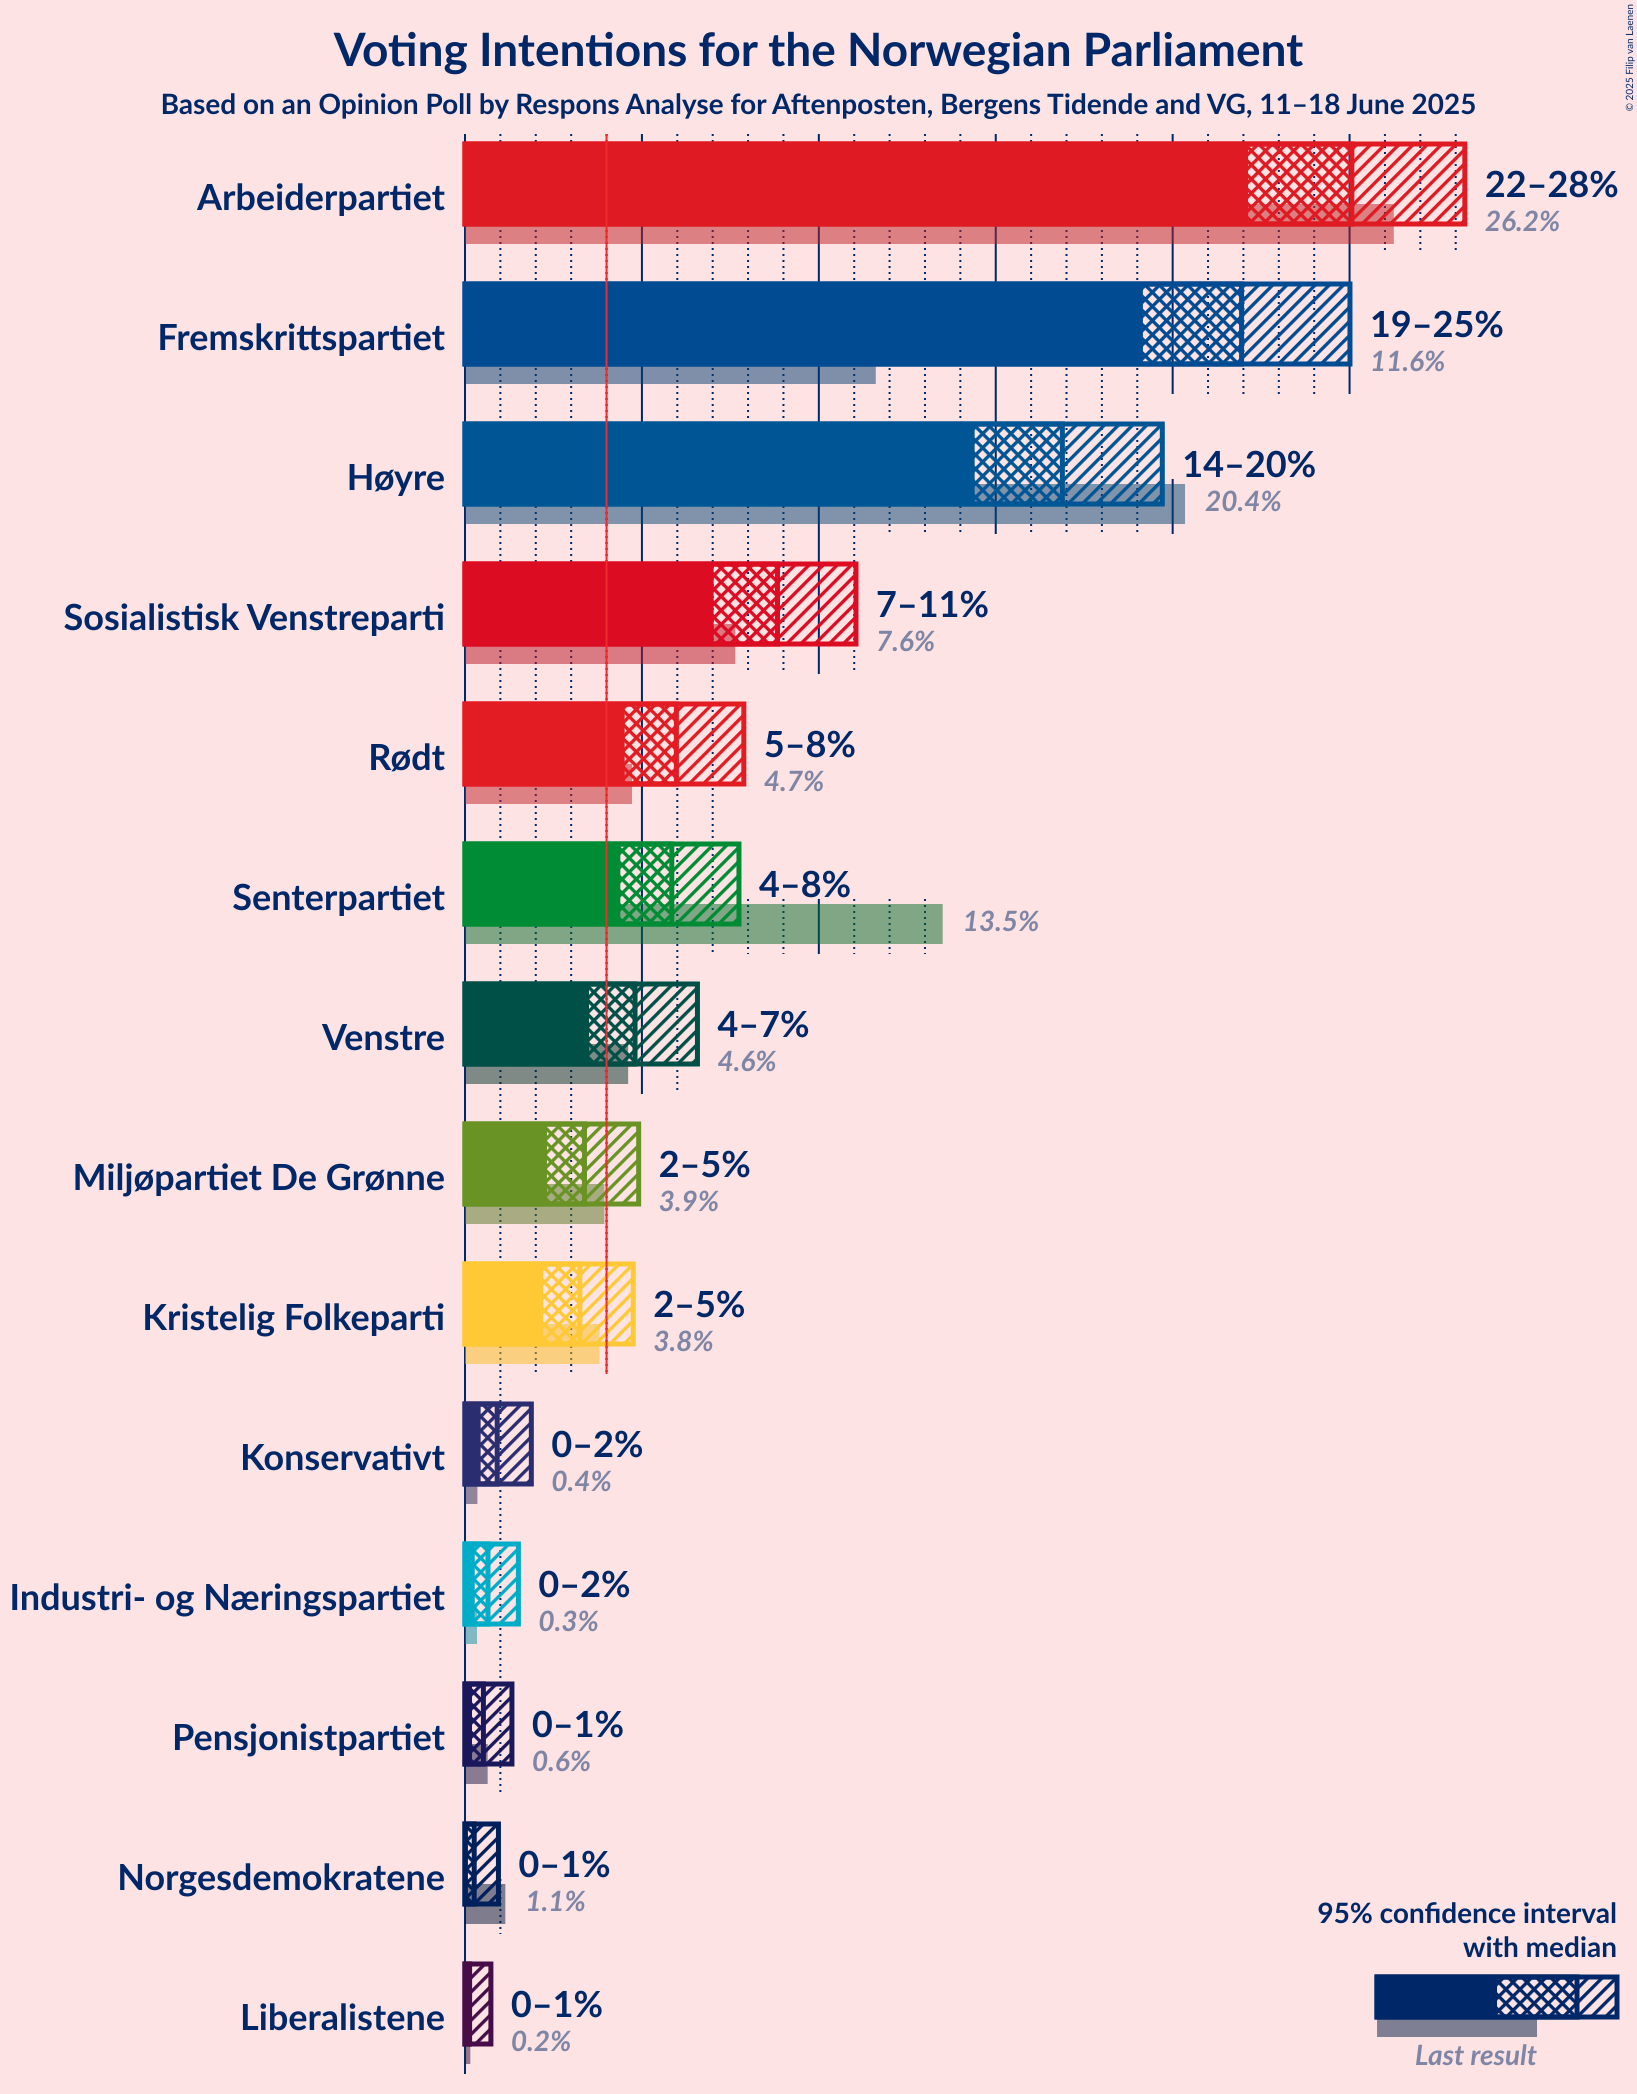 © 2025 Filip van Laenen
Voting Intentions for the Norwegian Parliament
Based on an Opinion Poll by Respons Analyse for Aftenposten, Bergens Tidende and VG, 11–18 June 2025
Arbeiderpartiet
22–28%
26.2%
Fremskrittspartiet
19–25%
11.6%
Høyre
14–20%
20.4%
Sosialistisk Venstreparti
7–11%
7.6%
Rødt
5–8%
4.7%
Senterpartiet
4–8%
13.5%
Venstre
4–7%
4.6%
Miljøpartiet De Grønne
2–5%
3.9%
Kristelig Folkeparti
2–5%
3.8%
Konservativt
0–2%
0.4%
Industri- og Næringspartiet
0–2%
0.3%
Pensjonistpartiet
0–1%
0.6%
Norgesdemokratene
0–1%
1.1%
Liberalistene
0–1%
0.2%
95% confidence interval
with median
Last result